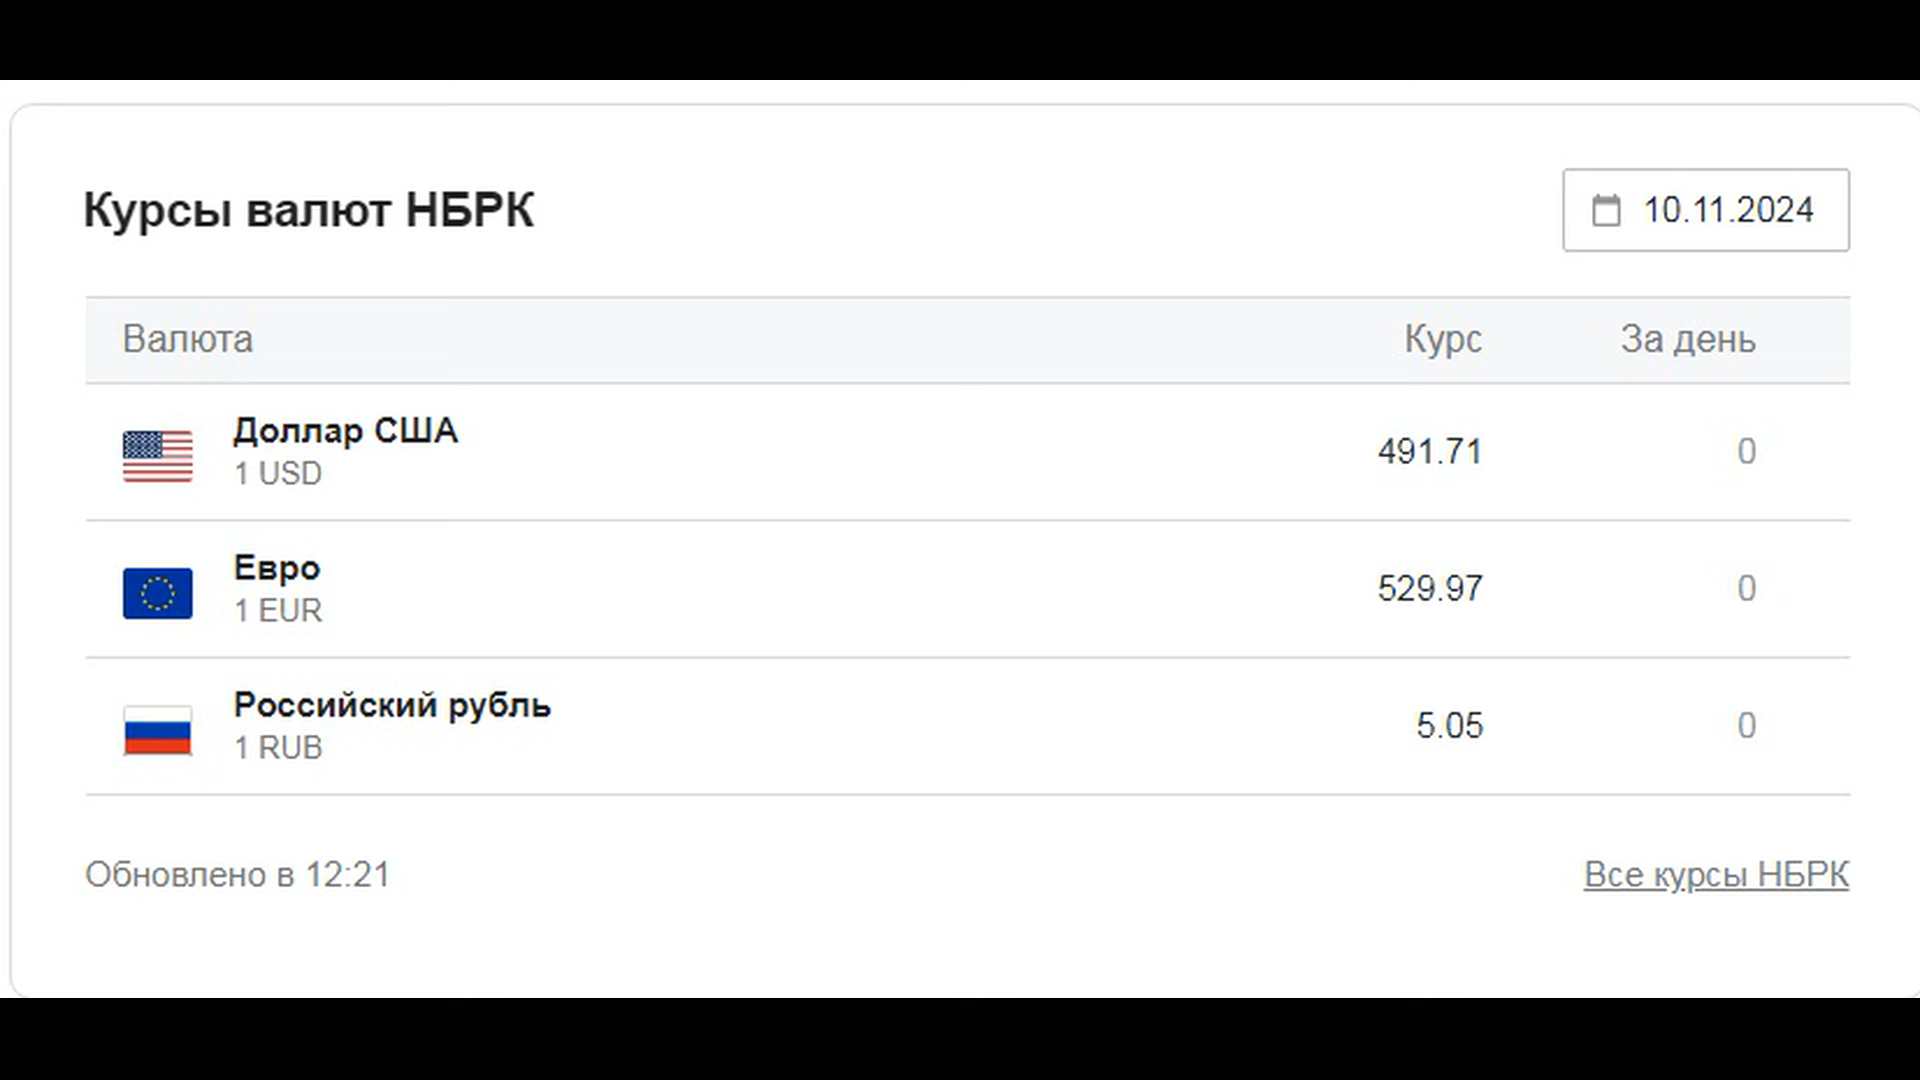 Курсы валют НБРК
10.11.2024
Валюта Курс За день
Доллар США
1 USD
491.71 0
Евро
1 EUR
529.97 0
Российский рубль
1 RUB
5.05 0
Обновлено в 12:21
Все курсы НБРК